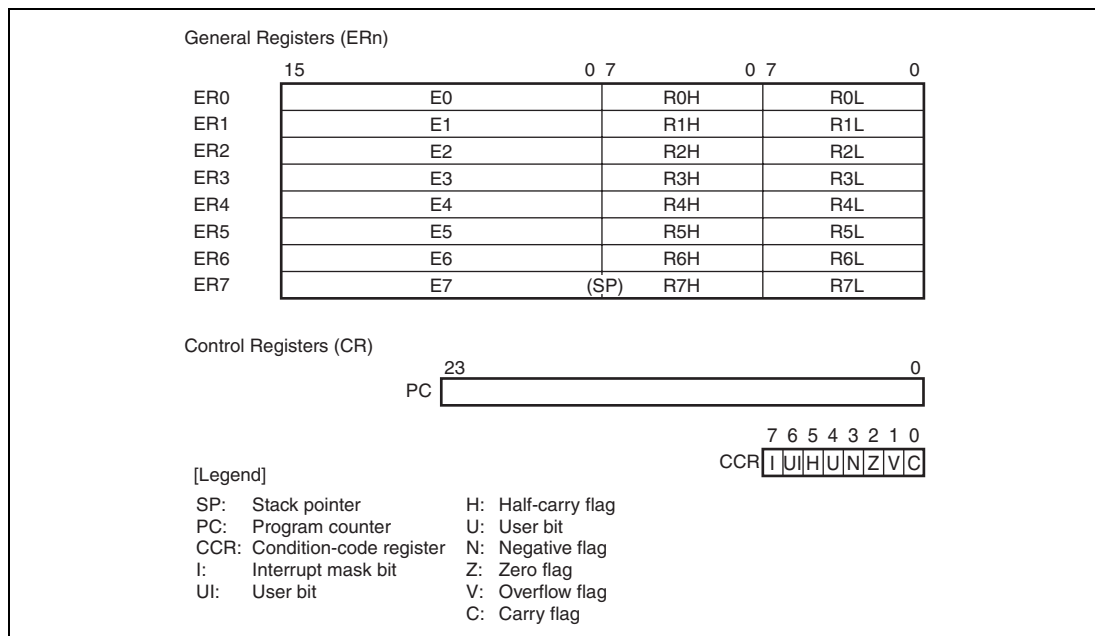 General Registers (ERn)
15 0 7 0 7 0
ER0 E0 R0H R0L
ER1 E1 R1H R1L
ER2 E2 R2H R2L
ER3 E3 R3H R3L
ER4 E4 R4H R4L
ER5 E5 R5H R5L
ER6 E6 R6H R6L
ER7 E7 (SP) R7H R7L
Control Registers (CR)
23 0
PC
7 6 5 4 3 2 1 0
CCR I UI H U N Z V C
[Legend]
SP: Stack pointer
PC: Program counter
CCR: Condition-code register
I: Interrupt mask bit
UI: User bit
H: Half-carry flag
U: User bit
N: Negative flag
Z: Zero flag
V: Overflow flag
C: Carry flag